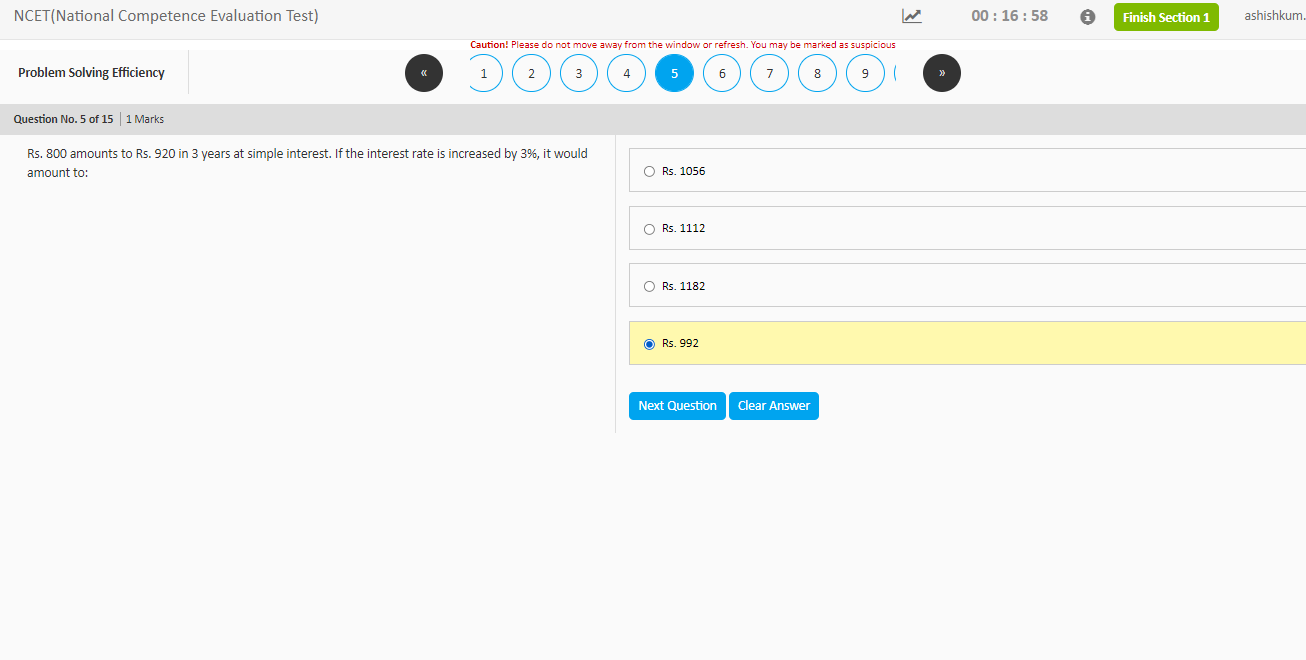 NCET(National Competence Evaluation Test)
00 : 16 : 58
Finish Section 1
ashishkum.
Caution! Please do not move away from the window or refresh. You may be marked as suspicious
Problem Solving Efficiency
« 1 2 3 4 5 6 7 8 9 »
Question No. 5 of 15 | 1 Marks
Rs. 800 amounts to Rs. 920 in 3 years at simple interest. If the interest rate is increased by 3%, it would
amount to:
Rs. 1056
Rs. 1112
Rs. 1182
Rs. 992
Next Question
Clear Answer